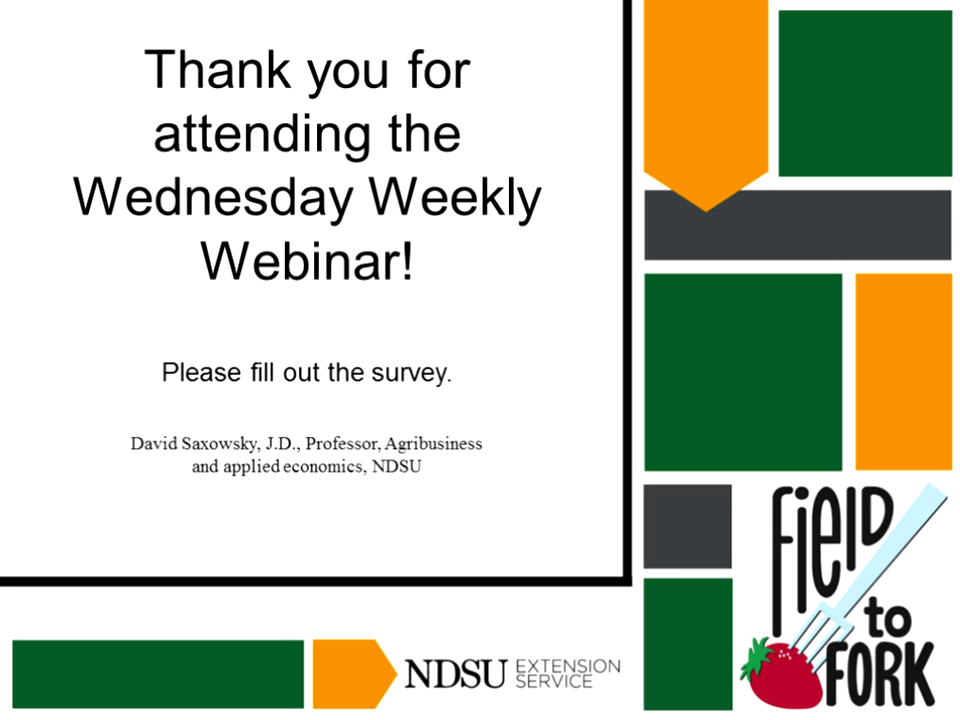 Thank you for
attending the
Wednesday Weekly
Webinar!
Please fill out the survey.
David Saxowsky, J.D., Professor, Agribusiness
and applied economics, NDSU
NDSU EXTENSION
SERVICE
FiElD
to
FORK